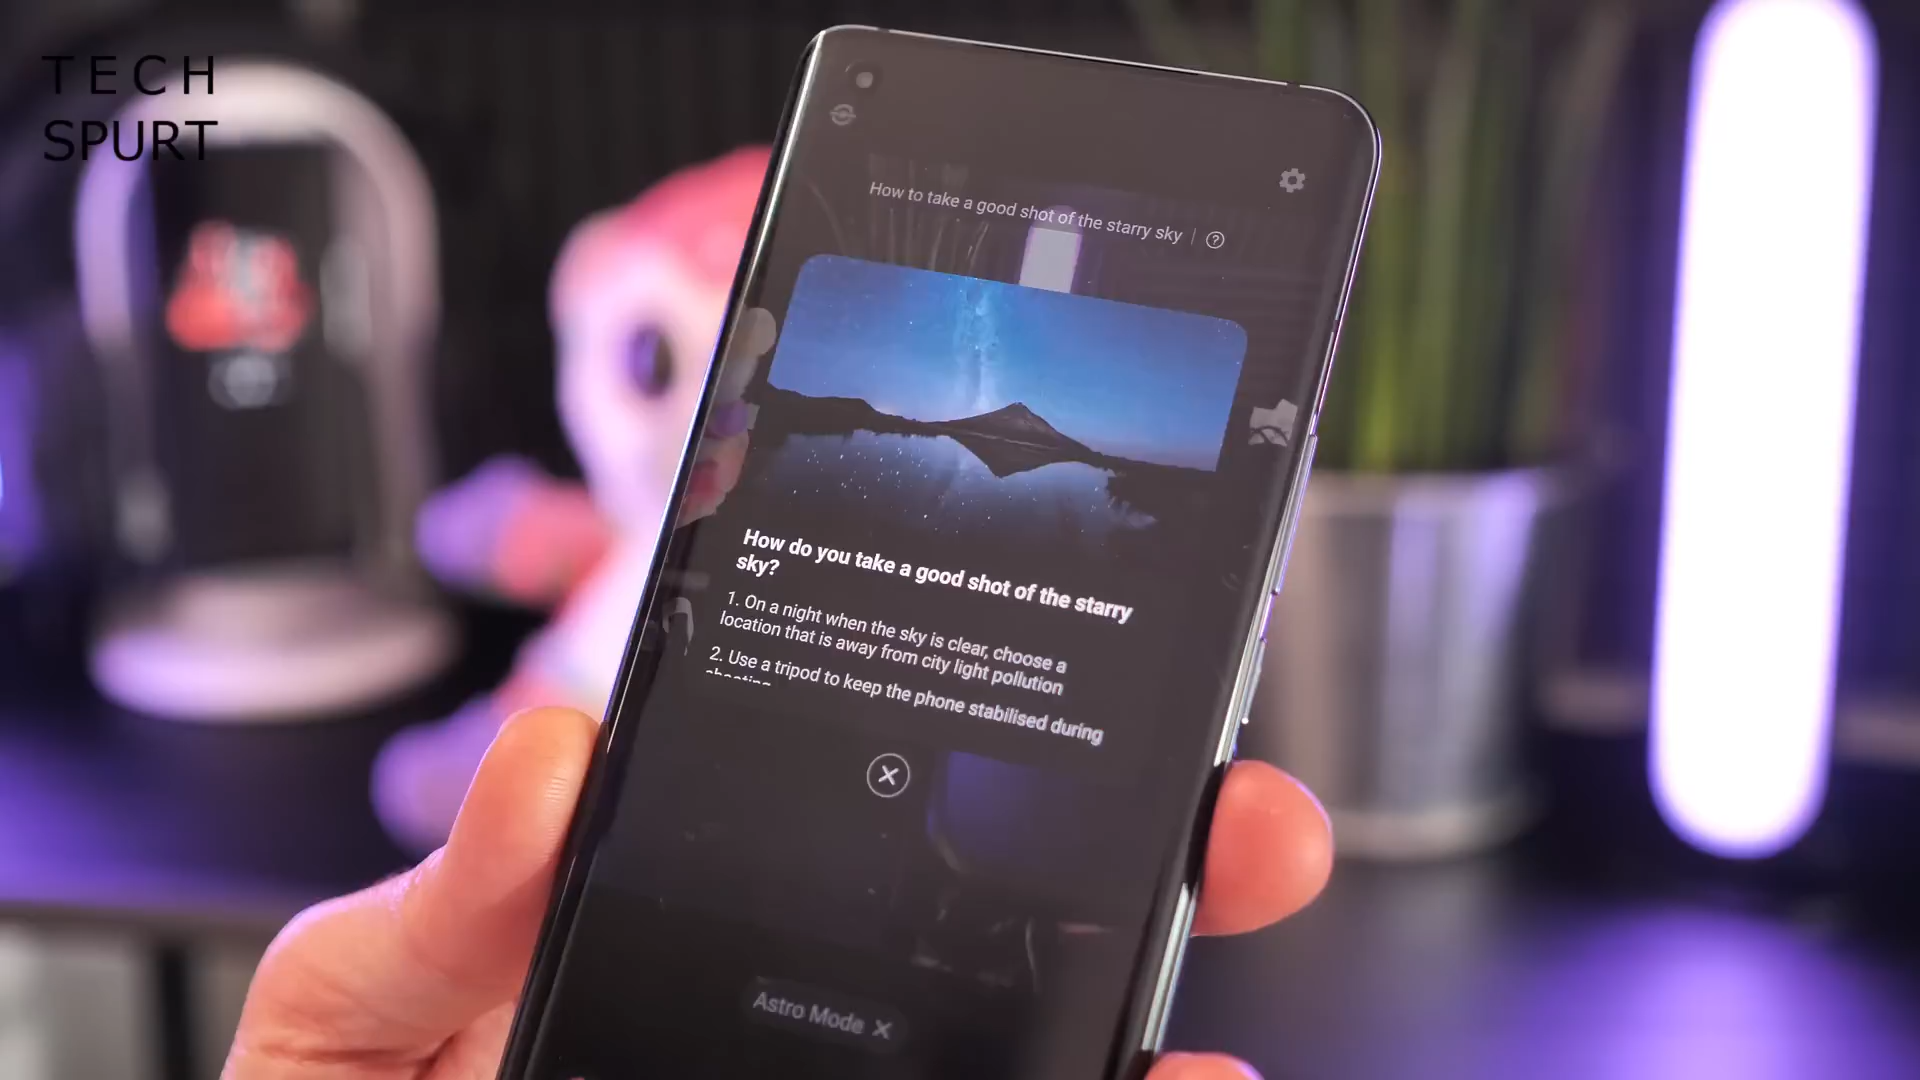 TECH
SPURT
How to take a good shot of the starry sky
How do you take a good shot of the starry
sky?
1. On a night when the sky is clear, choose a
location that is away from city light pollution
2. Use a tripod to keep the phone stabilised during
shooting
Astro Mode